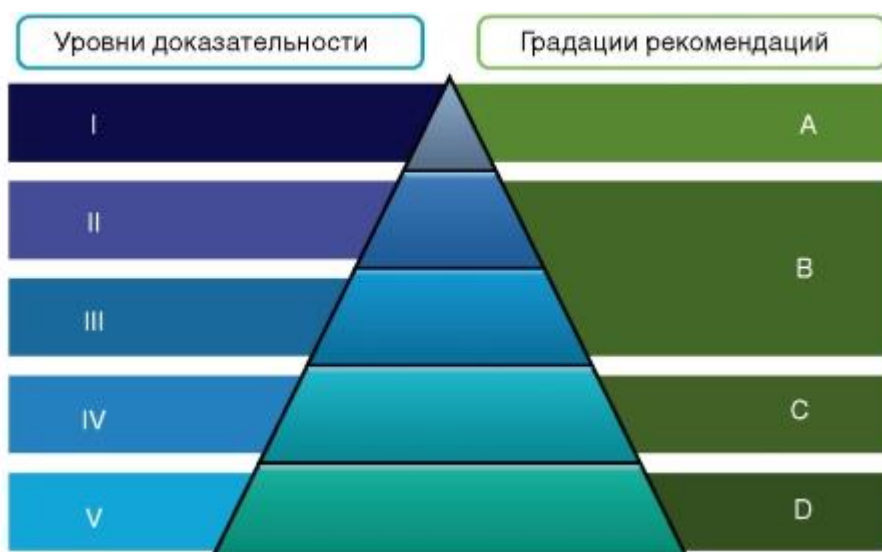 Уровни доказательности
Градации рекомендаций
I
A
II
B
III
IV
C
V
D